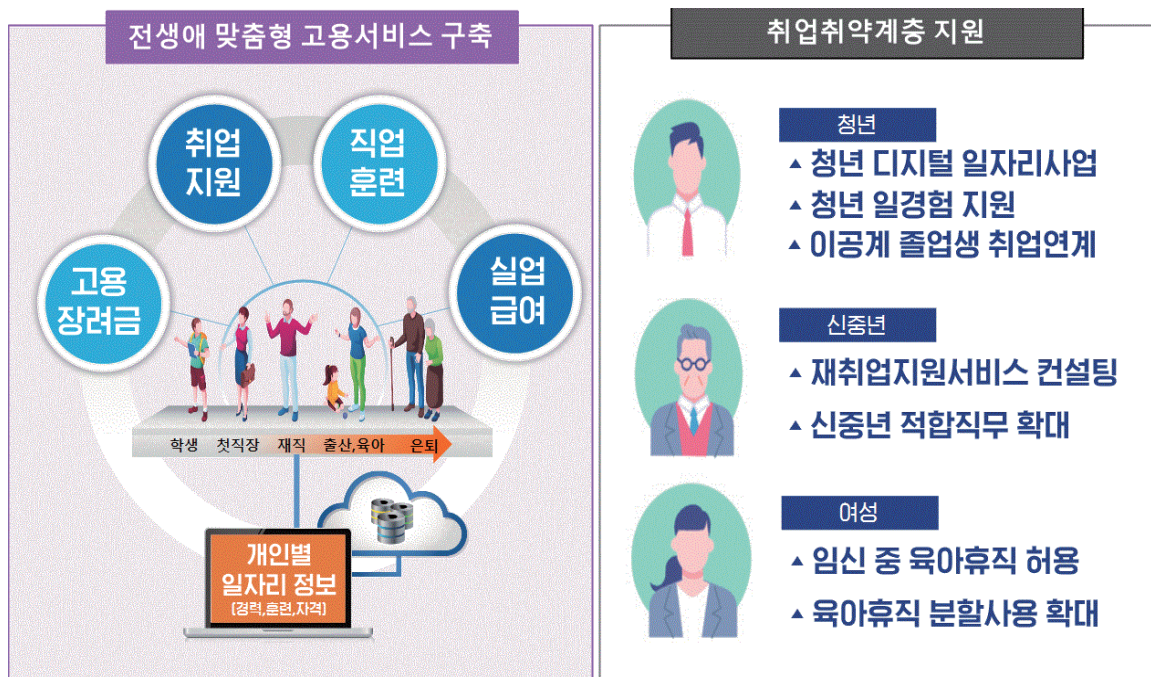 전생애 맞춤형 고용서비스 구축
취업
지원
직업
훈련
고용
장려금
실업
급여
학생 첫직장 재직 출산,육아 은퇴
개인별
일자리 정보
(경력,훈련,자격)
취업취약계층 지원
청년
▲ 청년 디지털 일자리사업
▲ 청년 일경험 지원
▲ 이공계 졸업생 취업연계
신중년
▲ 재취업지원서비스 컨설팅
▲ 신중년 적합직무 확대
여성
▲ 임신 중 육아휴직 허용
▲ 육아휴직 분할사용 확대